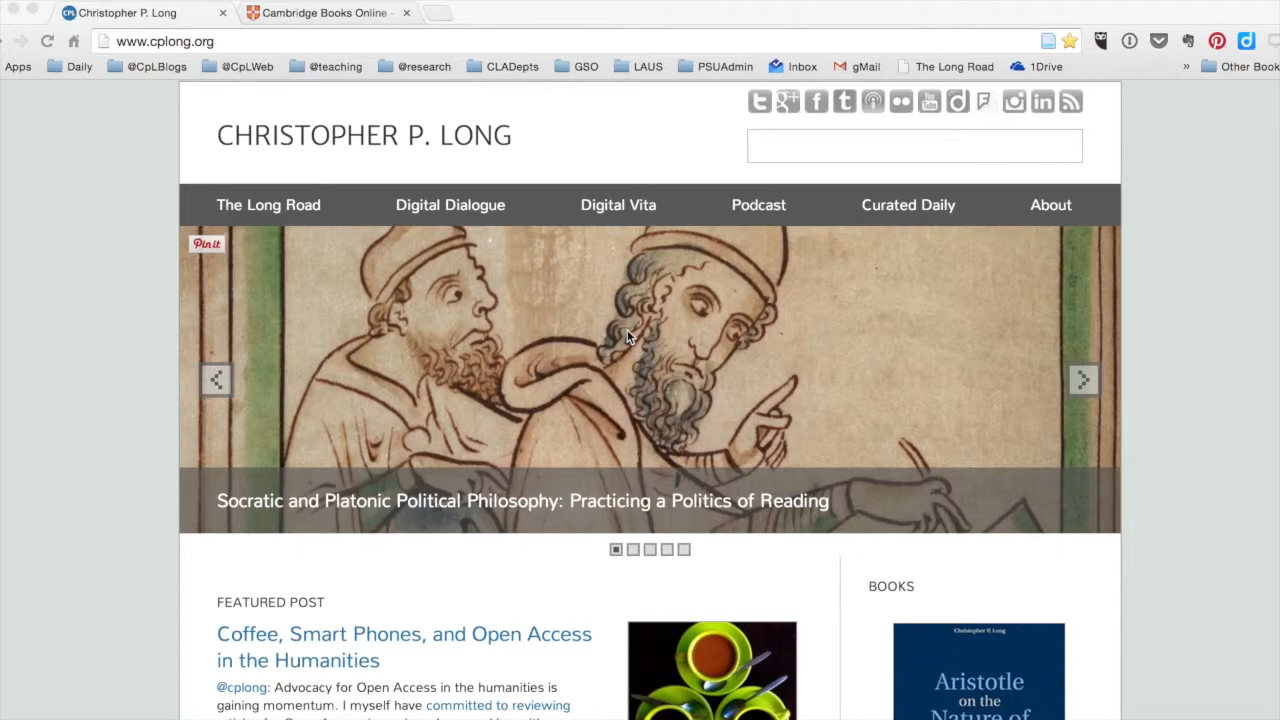 Christopher P. Long
Cambridge Books Online -
www.cplong.org
Apps Daily @CpLBlogs @CpLWeb @teaching @research CLADepts GSO LAUS PSUAdmin Inbox gMail The Long Road 1Drive » Other Book
CHRISTOPHER P. LONG
The Long Road Digital Dialogue Digital Vita Podcast Curated Daily About
Pin it
Socratic and Platonic Political Philosophy: Practicing a Politics of Reading
FEATURED POST
Coffee, Smart Phones, and Open Access
in the Humanities
@cplong: Advocacy for Open Access in the humanities is
gaining momentum. I myself have committed to reviewing
BOOKS
Christopher P. Long
Aristotle
on the
Nature of